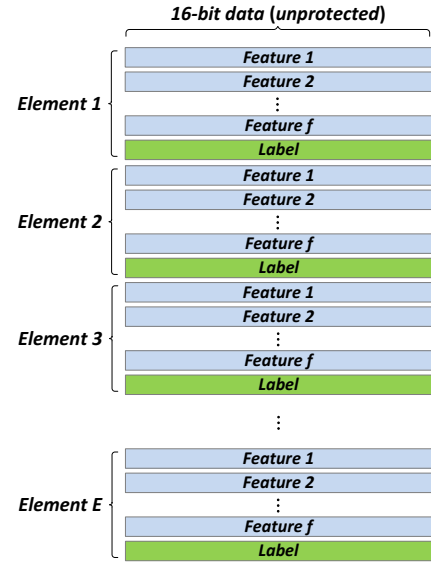 16-bit data (unprotected)
Element 1
Feature 1
Feature 2
⋮
Feature f
Label
Element 2
Feature 1
Feature 2
⋮
Feature f
Label
Element 3
Feature 1
Feature 2
⋮
Feature f
Label
⋮
Element E
Feature 1
Feature 2
⋮
Feature f
Label